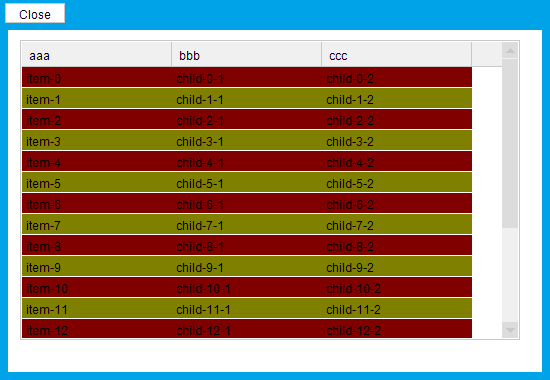 Close
aaa bbb ccc
item-0 child-0-1 child-0-2
item-1 child-1-1 child-1-2
item-2 child-2-1 child-2-2
item-3 child-3-1 child-3-2
item-4 child-4-1 child-4-2
item-5 child-5-1 child-5-2
item-6 child-6-1 child-6-2
item-7 child-7-1 child-7-2
item-8 child-8-1 child-8-2
item-9 child-9-1 child-9-2
item-10 child-10-1 child-10-2
item-11 child-11-1 child-11-2
item-12 child-12-1 child-12-2